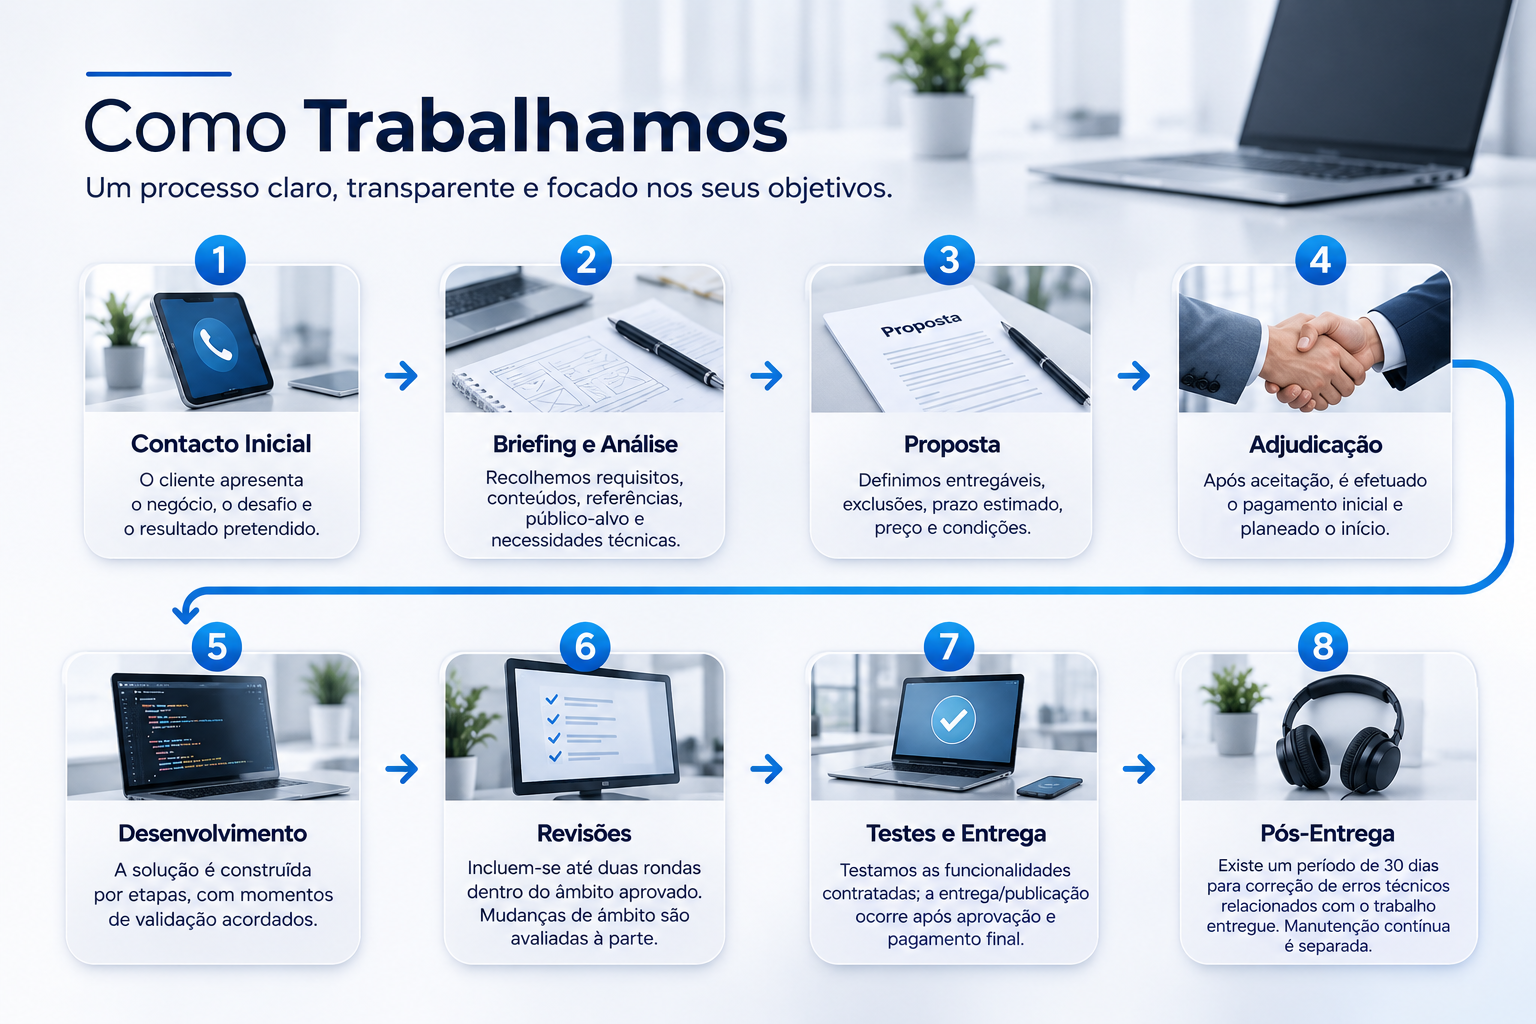 Como Trabalhamos
Um processo claro, transparente e focado nos seus objetivos.
1
Contacto Inicial
O cliente apresenta
o negócio, o desafio e
o resultado pretendido.
2
Briefing e Análise
Recolhemos requisitos,
conteúdos, referências,
público-alvo e
necessidades técnicas.
3
Proposta
Proposta
Definimos entregáveis,
exclusões, prazo estimado,
preço e condições.
4
Adjudicação
Após aceitação, é efetuado
o pagamento inicial e
planeado o início.
5
Desenvolvimento
A solução é construída
por etapas, com momentos
de validação acordados.
6
Revisões
Incluem-se até duas rondas
dentro do âmbito aprovado.
Mudanças de âmbito são
avaliadas à parte.
7
Testes e Entrega
Testamos as funcionalidades
contratadas; a entrega/publicação
ocorre após aprovação e
pagamento final.
8
Pós-Entrega
Existe um período de 30 dias
para correção de erros técnicos
relacionados com o trabalho
entregue. Manutenção contínua
é separada.